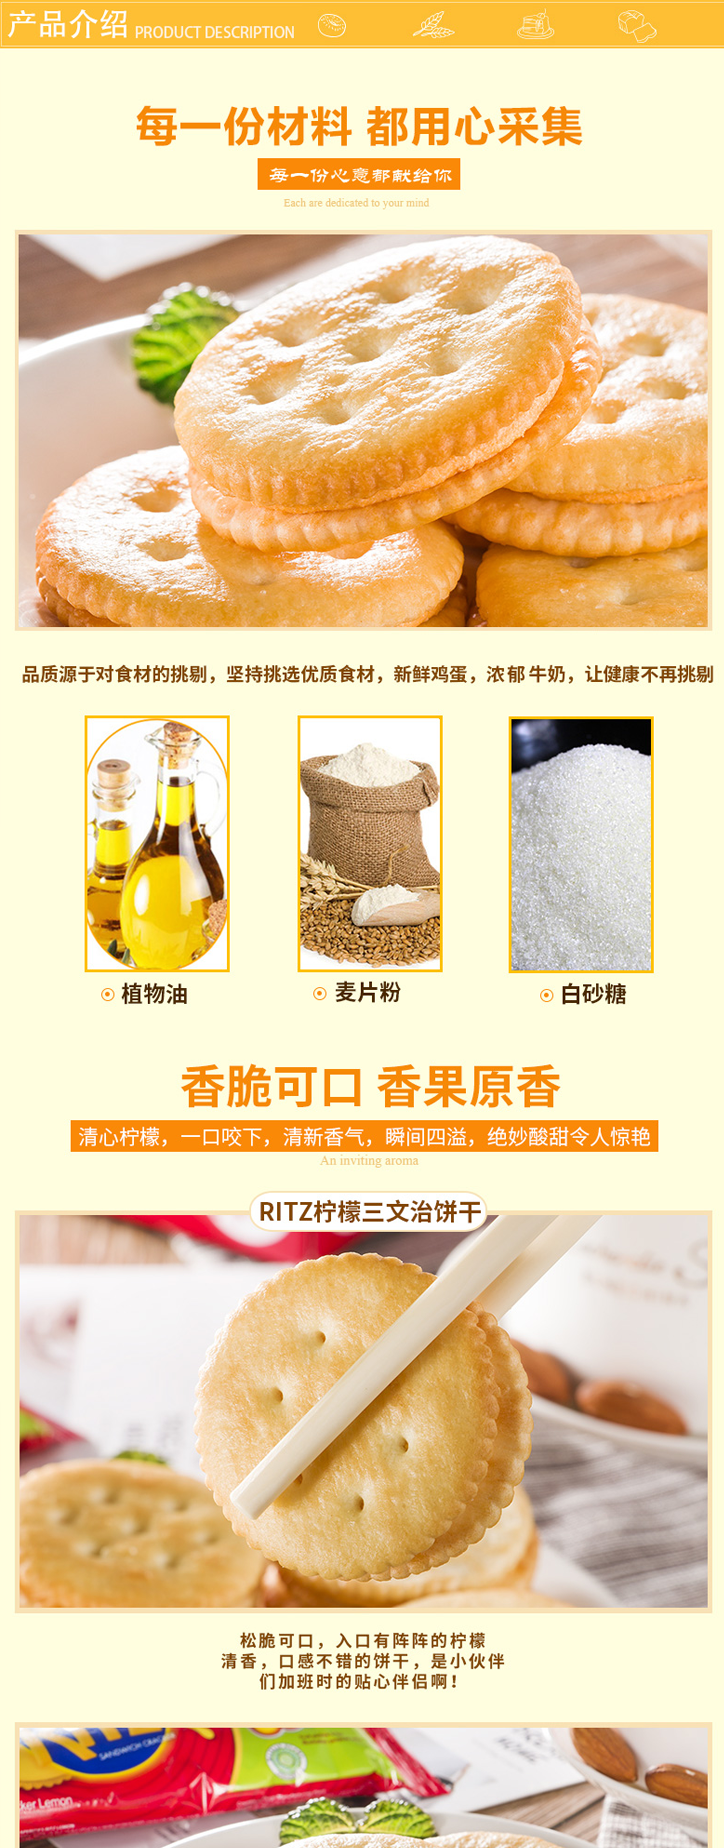 产品介绍 PRODUCT DESCRIPTION
每一份材料 都用心采集
每一份心意都献给你
Each are dedicated to your mind
品质源于对食材的挑剔，坚持挑选优质食材，新鲜鸡蛋，浓郁牛奶，让健康不再挑剔
植物油
麦片粉
白砂糖
香脆可口 香果原香
清心柠檬，一口咬下，清新香气，瞬间四溢，绝妙酸甜令人惊艳
An inviting aroma
RITZ柠檬三文治饼干
松脆可口，入口有阵阵的柠檬
清香，口感不错的饼干，是小伙伴
们加班时的贴心伴侣啊！
SANDWICH CRACKER
ker Lemon